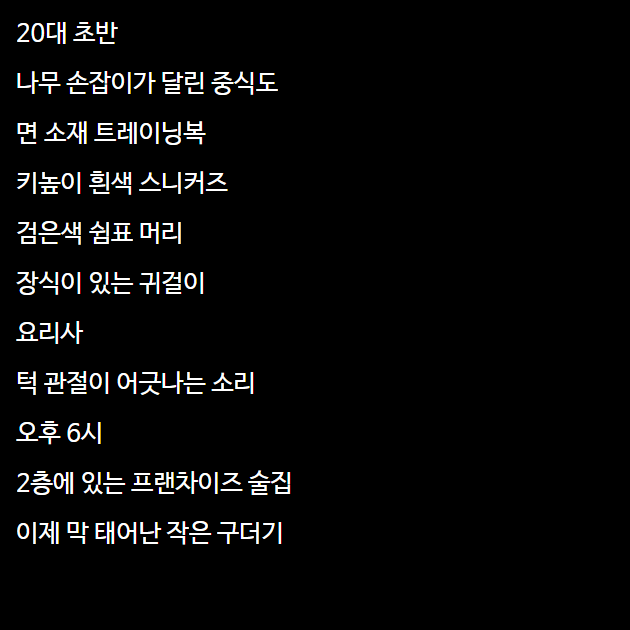 20대 초반
나무 손잡이가 달린 중식도
면 소재 트레이닝복
키높이 흰색 스니커즈
검은색 쉼표 머리
장식이 있는 귀걸이
요리사
턱 관절이 어긋나는 소리
오후 6시
2층에 있는 프랜차이즈 술집
이제 막 태어난 작은 구더기